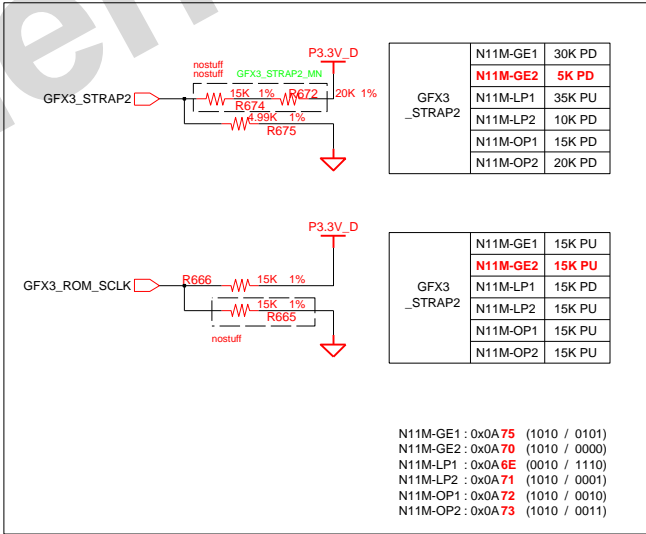 P3.3V_D
nostuff
nostuff GFX3_STRAP2_MN
GFX3_STRAP2 15K 1% R672 20K 1%
R674
4.99K 1%
R675
GFX3
_STRAP2
N11M-GE1 30K PD
N11M-GE2 5K PD
N11M-LP1 35K PU
N11M-LP2 10K PD
N11M-OP1 15K PD
N11M-OP2 20K PD
P3.3V_D
GFX3_ROM_SCLK R666 15K 1%
15K 1%
R665
nostuff
GFX3
_STRAP2
N11M-GE1 15K PU
N11M-GE2 15K PU
N11M-LP1 15K PD
N11M-LP2 15K PU
N11M-OP1 15K PU
N11M-OP2 15K PU
N11M-GE1 : 0x0A75 (1010 / 0101)
N11M-GE2 : 0x0A70 (1010 / 0000)
N11M-LP1 : 0x0A6E (0010 / 1110)
N11M-LP2 : 0x0A71 (1010 / 0001)
N11M-OP1 : 0x0A72 (1010 / 0010)
N11M-OP2 : 0x0A73 (1010 / 0011)